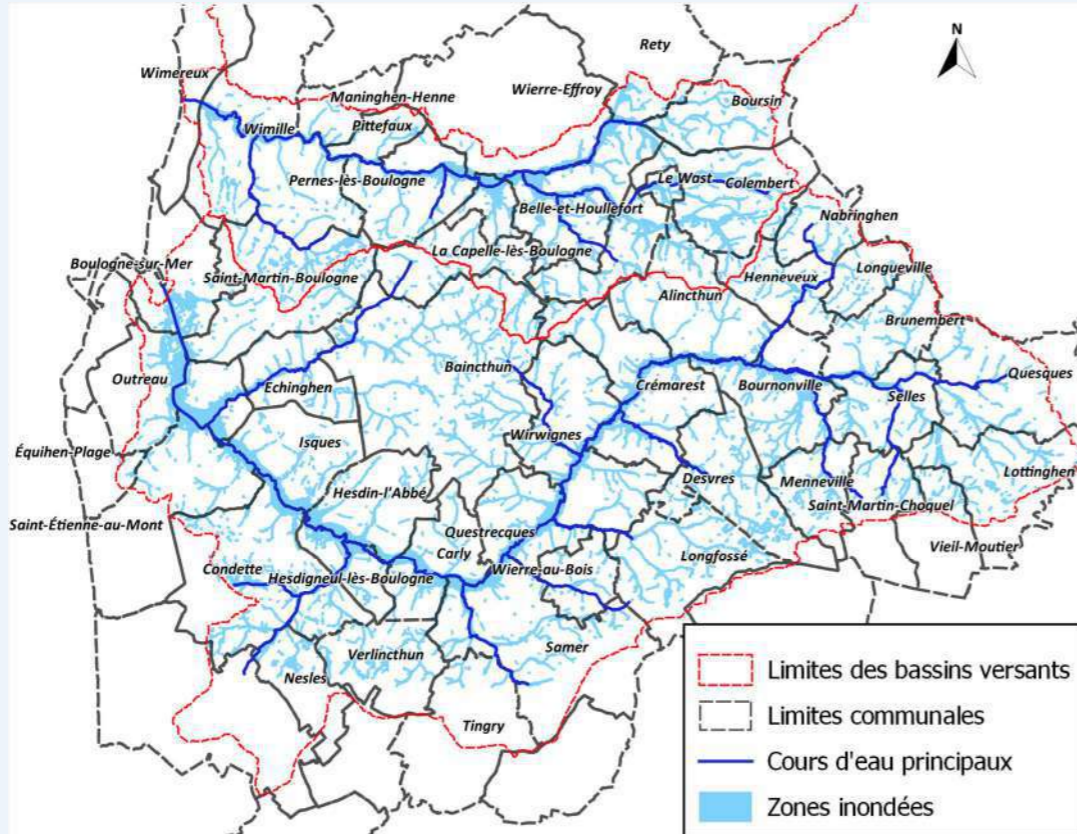 N
Rety
Wimereux
Maninghen-Henne
Wierre-Effroy
Boursin
Wimille
Pittefaux
Pernes-lès-Boulogne
Le Wast
Colembert
Belle-et-Houllefort
Nabringhen
La Capelle-lès-Boulogne
Boulogne-sur-Mer
Saint-Martin-Boulogne
Henneveux
Longueville
Alincthun
Brunembert
Outreau
Echinghen
Baincthun
Crémarest
Bournonville
Quesques
Selles
Isques
Wirwignes
Équihen-Plage
Hesdin-l'Abbé
Desvres
Menneville
Lottinghen
Saint-Martin-Choquel
Saint-Étienne-au-Mont
Questrecques
Carly
Longfossé
Vieil-Moutier
Condette
Hesdigneul-lès-Boulogne
Wierre-au-Bois
Verlincthun
Samer
Nesles
Tingry
Limites des bassins versants
Limites communales
Cours d'eau principaux
Zones inondées